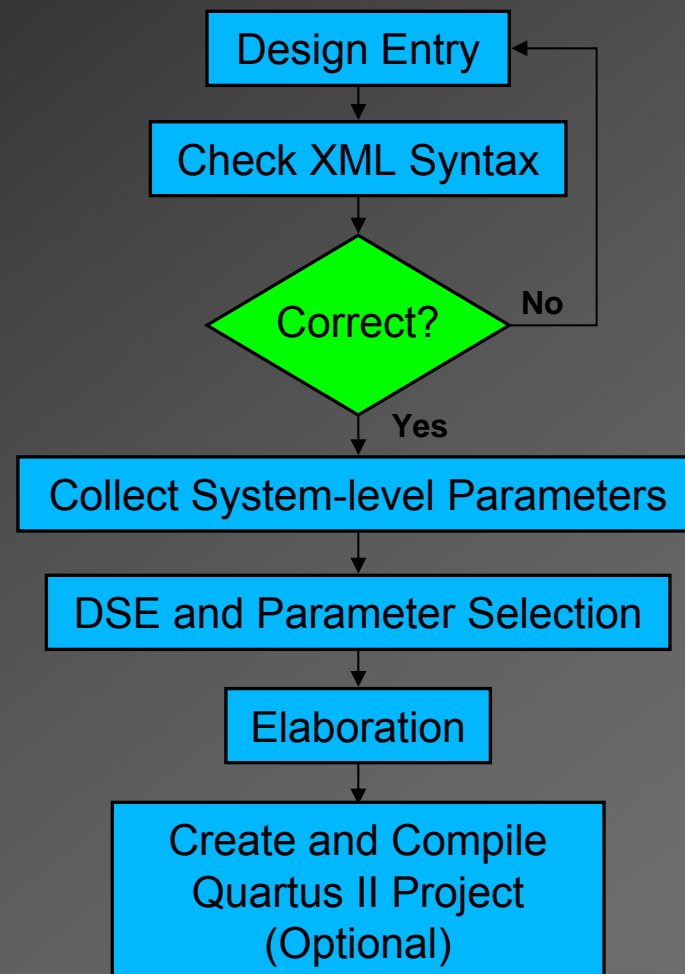 Design Entry
Check XML Syntax
Correct?
No
Yes
Collect System-level Parameters
DSE and Parameter Selection
Elaboration
Create and Compile
Quartus II Project
(Optional)